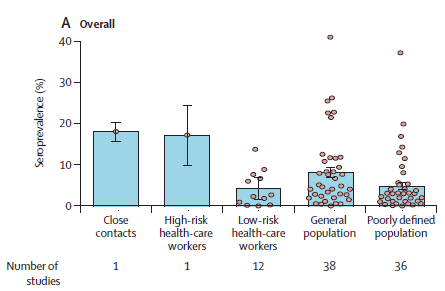 A Overall
Seroprevalence (%)
40
30
20
10
0
Close contacts
High-risk health-care workers
Low-risk health-care workers
General population
Poorly defined population
Number of studies
1
1
12
38
36